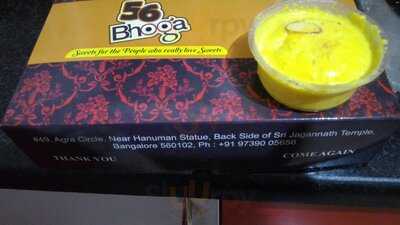 56
Bhoga
Sweets for the People who really love Sweets
#49, Agra Circle, Near Hanuman Statue, Back Side of Sri Jagannath Temple,
Bangalore 560102, Ph : +91 97390 05656
THANK YOU COME AGAIN